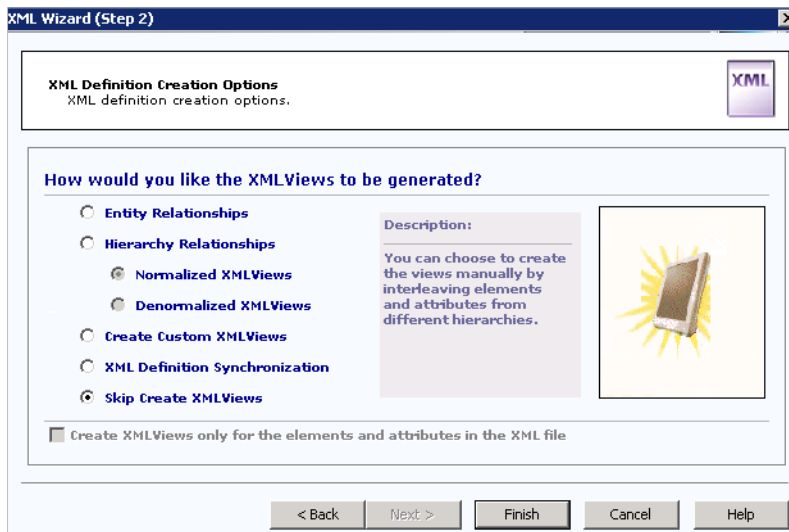 XML Wizard (Step 2)
XML Definition Creation Options
XML definition creation options.
XML
How would you like the XMLViews to be generated?
Entity Relationships
Hierarchy Relationships
Normalized XMLViews
Denormalized XMLViews
Create Custom XMLViews
XML Definition Synchronization
Skip Create XMLViews
Description:
You can choose to create
the views manually by
interleaving elements
and attributes from
different hierarchies.
Create XMLViews only for the elements and attributes in the XML file
< Back
Next >
Finish
Cancel
Help